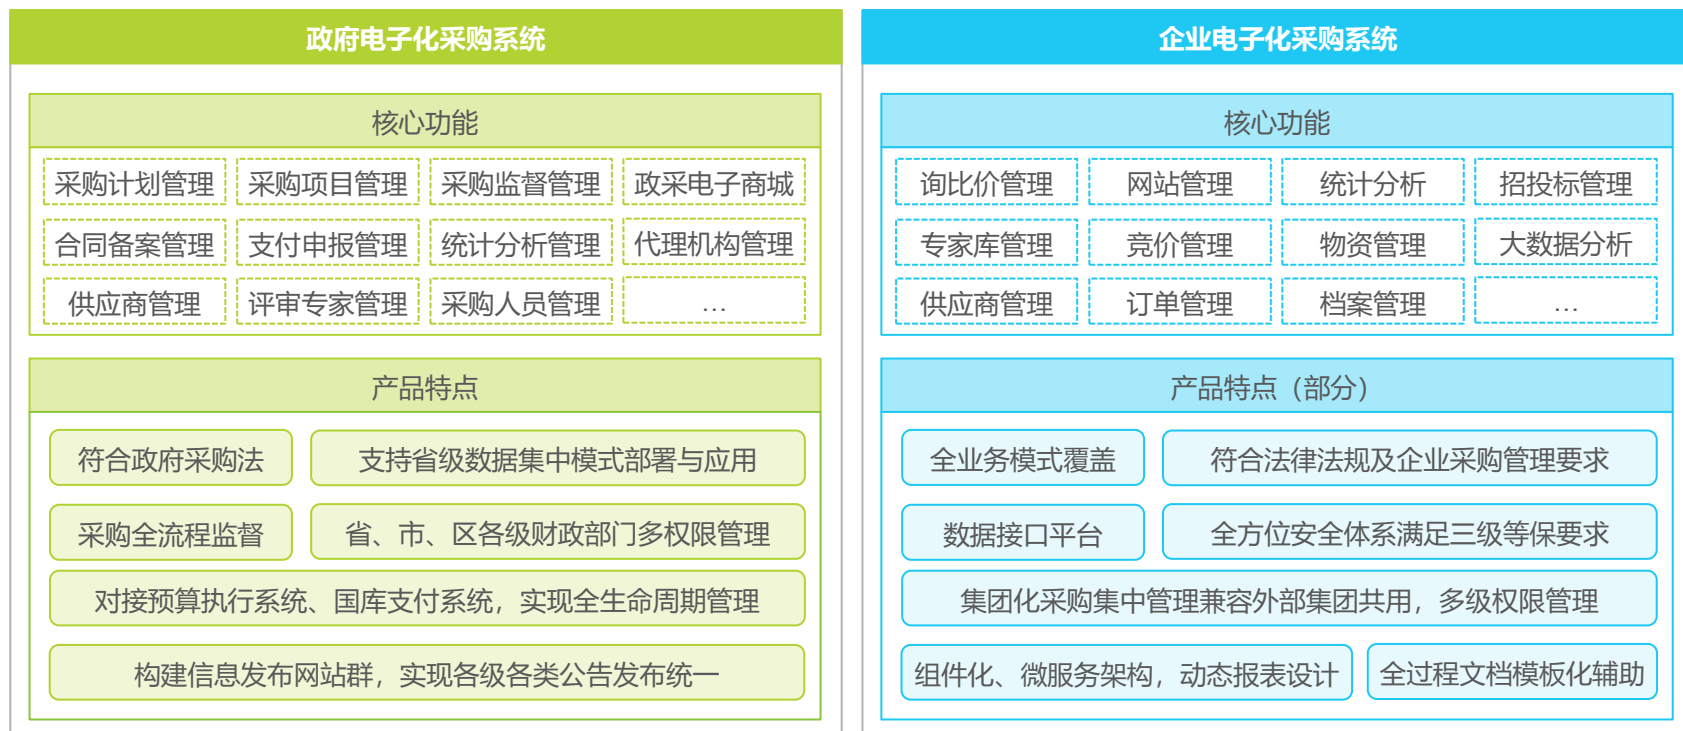 政府电子化采购系统
核心功能
采购计划管理 采购项目管理 采购监督管理 政采电子商城
合同备案管理 支付申报管理 统计分析管理 代理机构管理
供应商管理 评审专家管理 采购人员管理 …
产品特点
符合政府采购法 支持省级数据集中模式部署与应用
采购全流程监督 省、市、区各级财政部门多权限管理
对接预算执行系统、国库支付系统，实现全生命周期管理
构建信息发布网站群，实现各级各类公告发布统一
企业电子化采购系统
核心功能
询比价管理 网站管理 统计分析 招投标管理
专家库管理 竞价管理 物资管理 大数据分析
供应商管理 订单管理 档案管理 …
产品特点（部分）
全业务模式覆盖 符合法律法规及企业采购管理要求
数据接口平台 全方位安全体系满足三级等保要求
集团化采购集中管理兼容外部集团共用，多级权限管理
组件化、微服务架构，动态报表设计 全过程文档模板化辅助